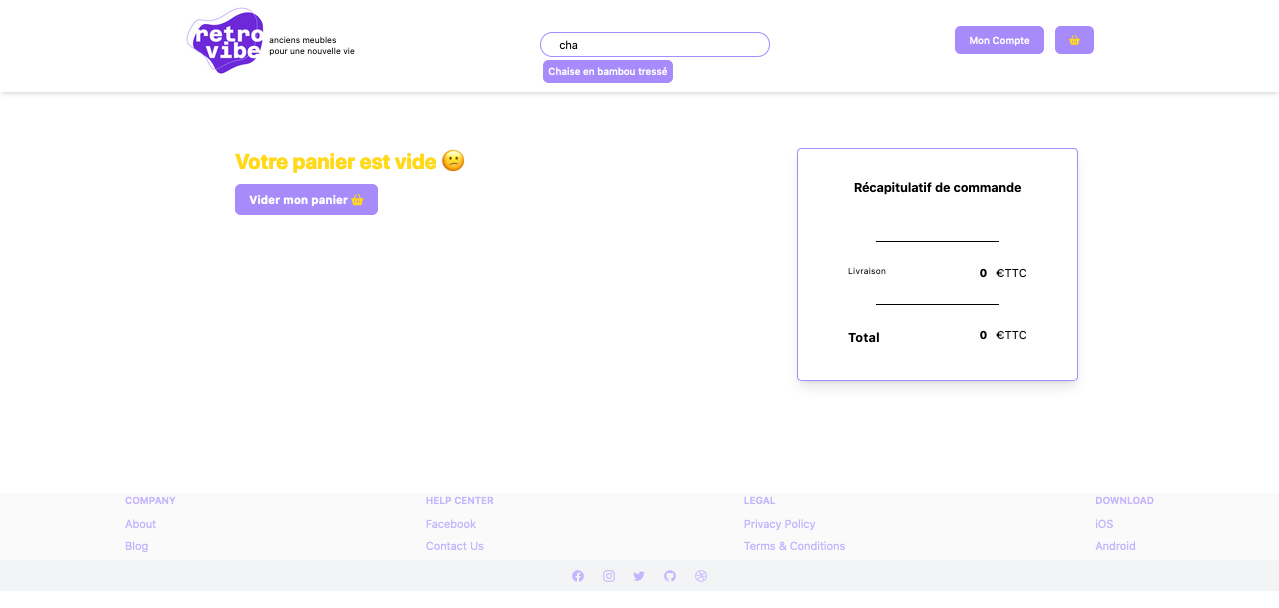 retro
vibe
anciens meubles
pour une nouvelle vie
cha
Chaise en bambou tressé
Mon Compte
Votre panier est vide 😕
Vider mon panier
Récapitulatif de commande
Livraison 0 €TTC
Total 0 €TTC
COMPANY HELP CENTER LEGAL DOWNLOAD
About Facebook Privacy Policy iOS
Blog Contact Us Terms & Conditions Android